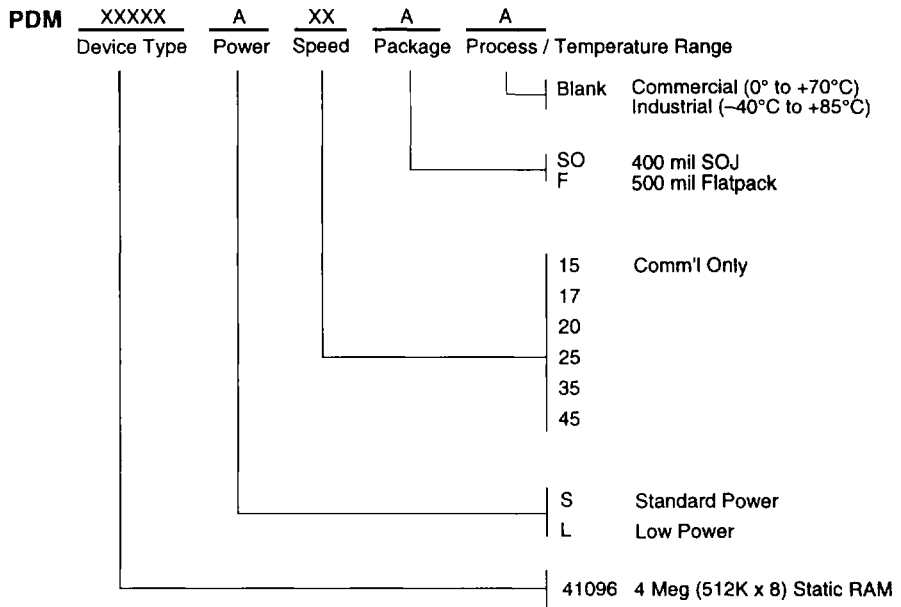 PDM XXXXX A XX A A
Device Type Power Speed Package Process / Temperature Range
Blank Commercial (0° to +70°C)
Industrial (–40°C to +85°C)
SO 400 mil SOJ
F 500 mil Flatpack
15 Comm'l Only
17
20
25
35
45
S Standard Power
L Low Power
41096 4 Meg (512K x 8) Static RAM